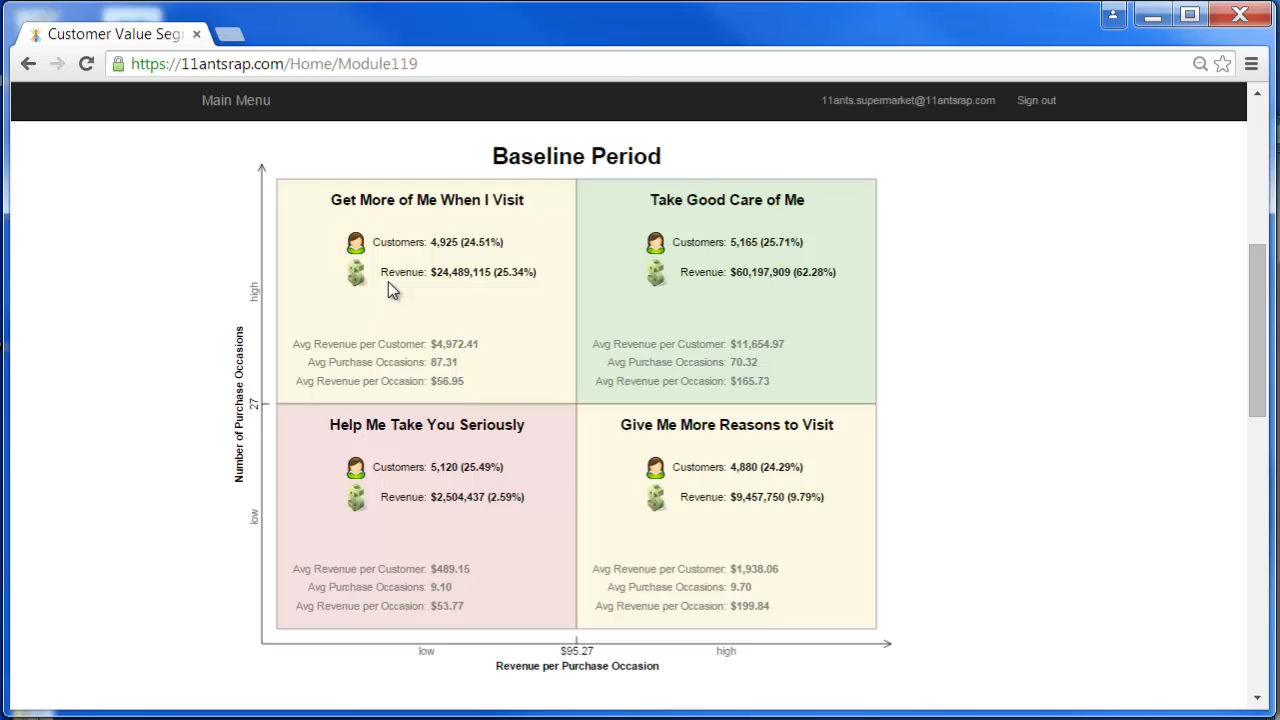 Customer Value Seg
https://11antsrap.com/Home/Module119
Main Menu
11ants.supermarket@11antsrap.com
Sign out
Baseline Period
Get More of Me When I Visit
Customers: 4,925 (24.51%)
Revenue: $24,489,115 (25.34%)
Avg Revenue per Customer: $4,972.41
Avg Purchase Occasions: 87.31
Avg Revenue per Occasion: $56.95
Take Good Care of Me
Customers: 5,165 (25.71%)
Revenue: $60,197,909 (62.28%)
Avg Revenue per Customer: $11,654.97
Avg Purchase Occasions: 70.32
Avg Revenue per Occasion: $165.73
Help Me Take You Seriously
Customers: 5,120 (25.49%)
Revenue: $2,504,437 (2.59%)
Avg Revenue per Customer: $489.15
Avg Purchase Occasions: 9.10
Avg Revenue per Occasion: $53.77
Give Me More Reasons to Visit
Customers: 4,880 (24.29%)
Revenue: $9,457,750 (9.79%)
Avg Revenue per Customer: $1,938.06
Avg Purchase Occasions: 9.70
Avg Revenue per Occasion: $199.84
Number of Purchase Occasions
high
27
low
low
$95.27
high
Revenue per Purchase Occasion